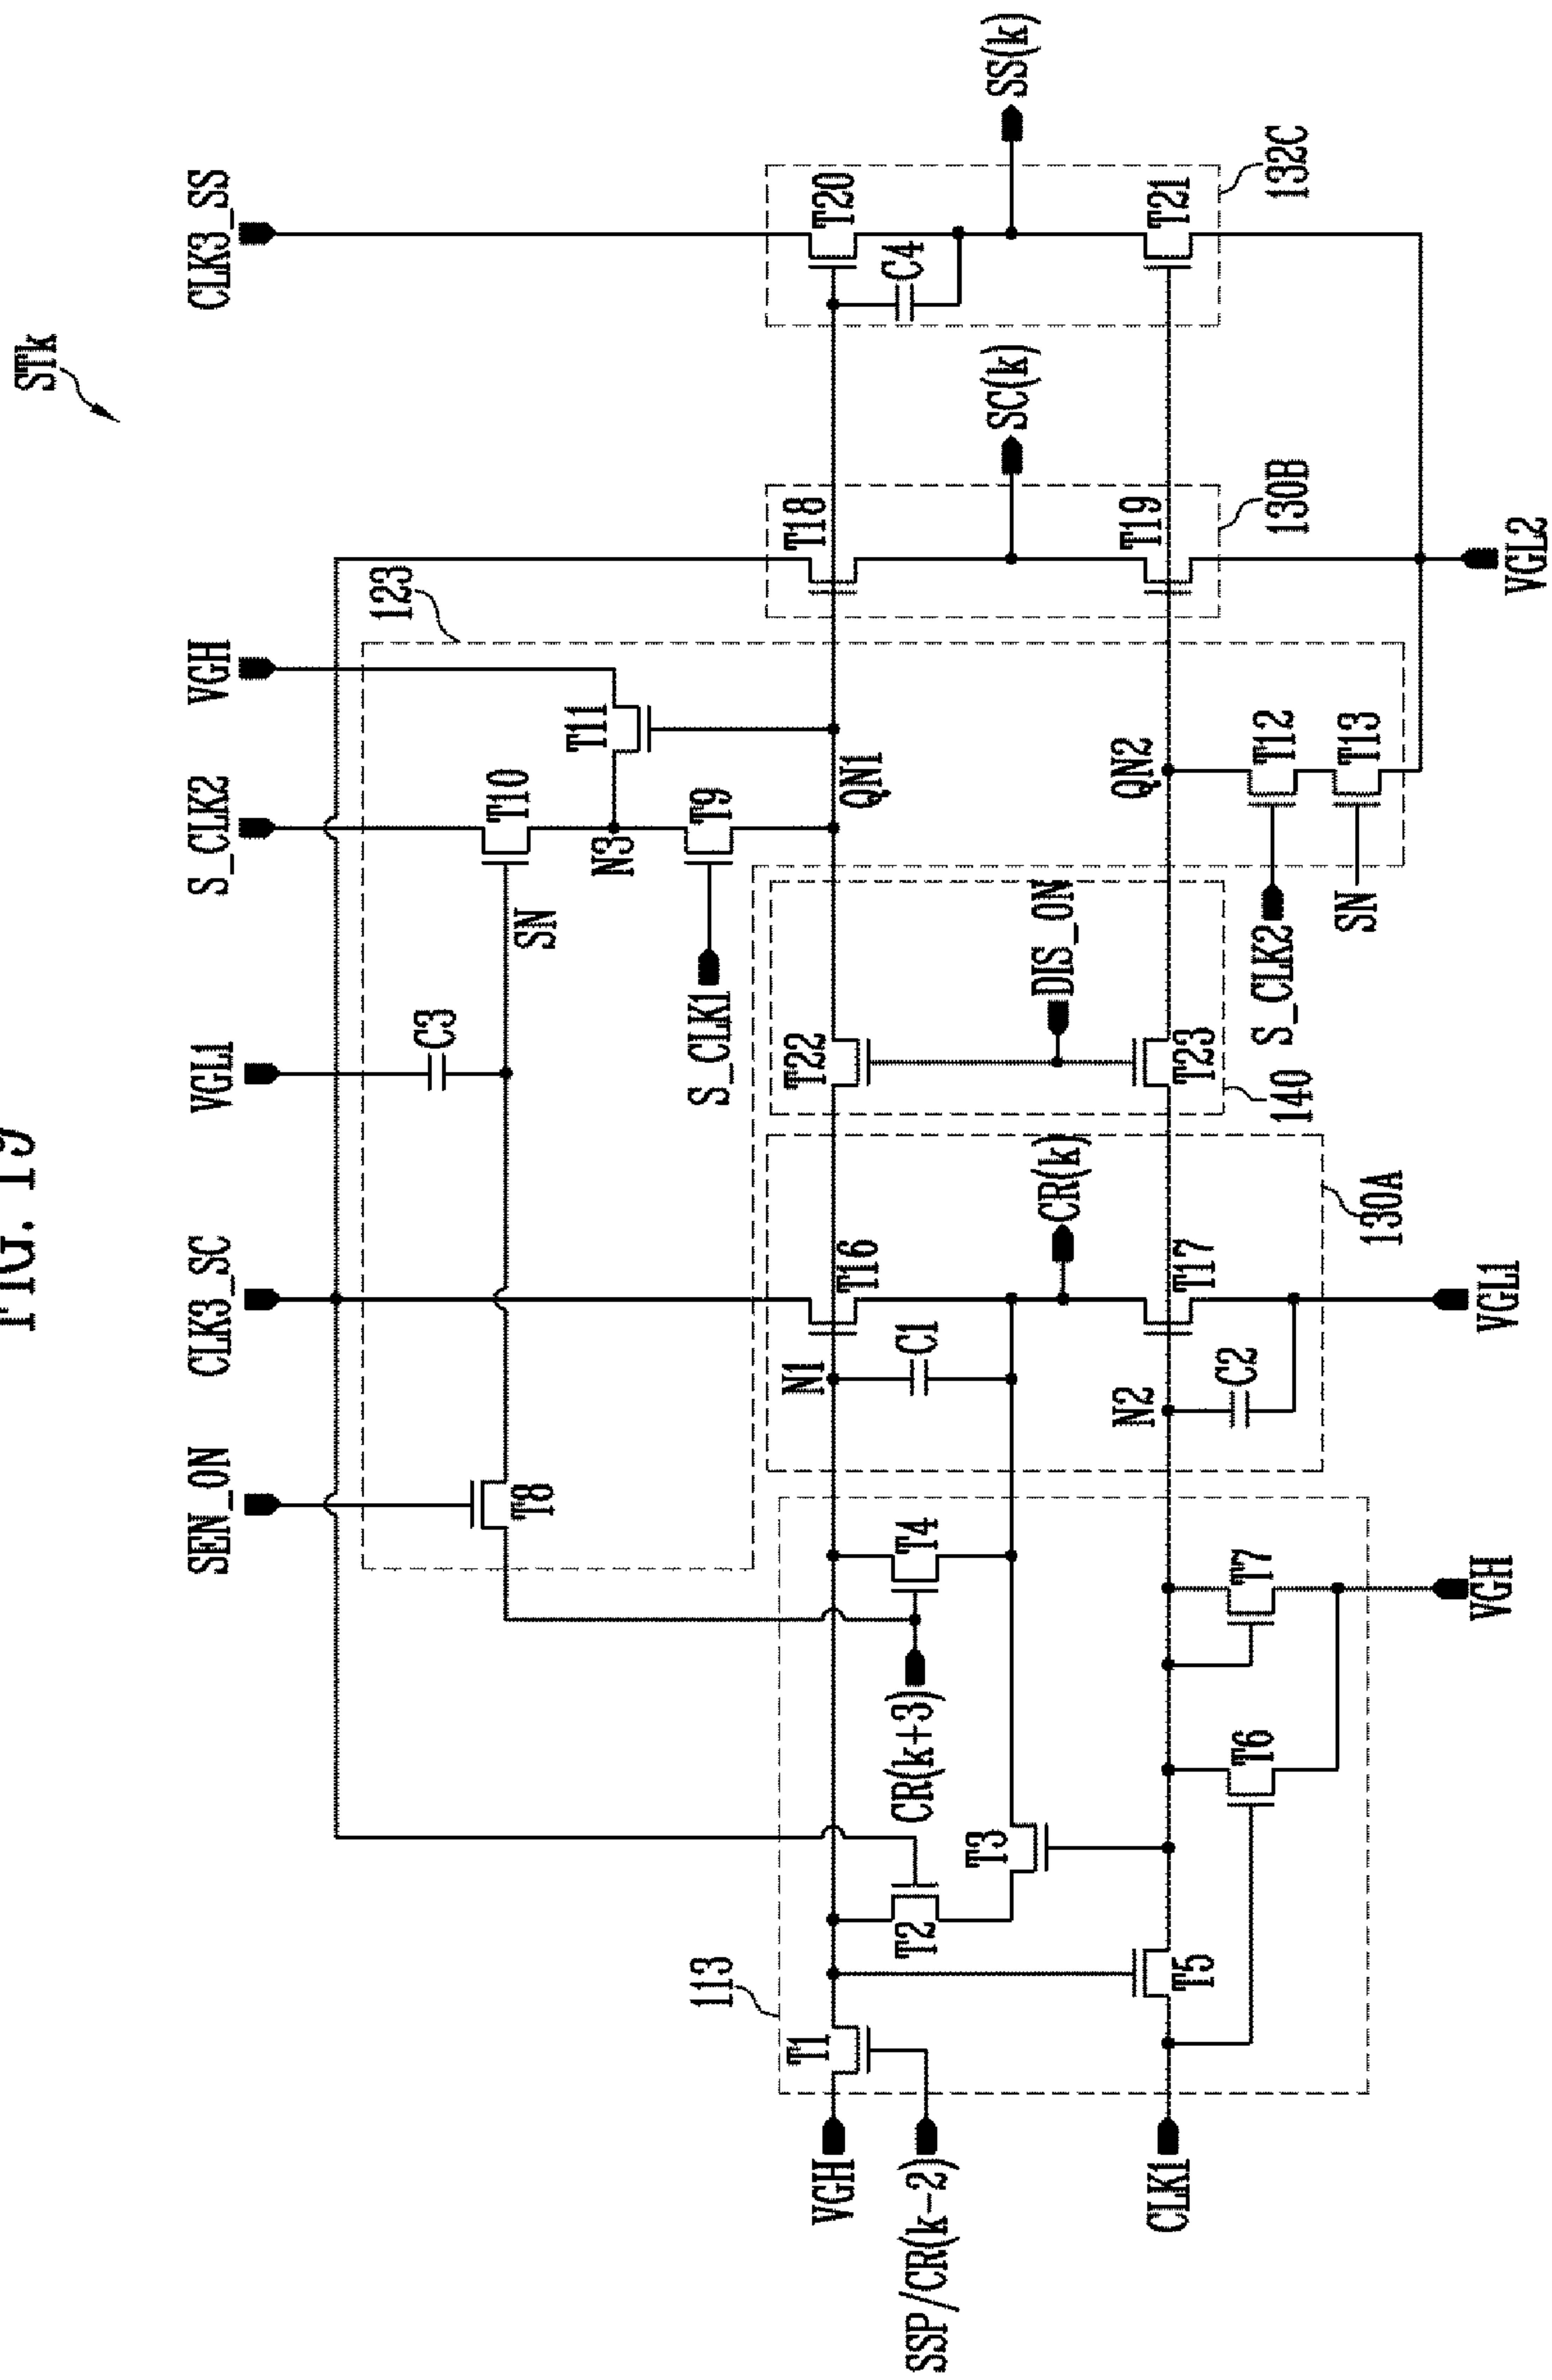 FIG. 19
STk
SEN_ON
CLK3_SC
VGL1
S_CLK2
VGH
CLK3_SS
123
T8
C3
SN
T10
T11
N3
T9
S_CLK1
113
VGH
T1
SSP/CR(k-2)
T2
T3
CR(k+3)
T4
N1
C1
T16
CR(k)
T22
DIS_ON
QN1
T18
SC(k)
T20
C4
SS(k)
CLK1
T5
T6
T7
VGH
N2
C2
T17
VGL1
130A
T23
140
QN2
S_CLK2
T12
SN
T13
T19
130B
VGL2
T21
132C